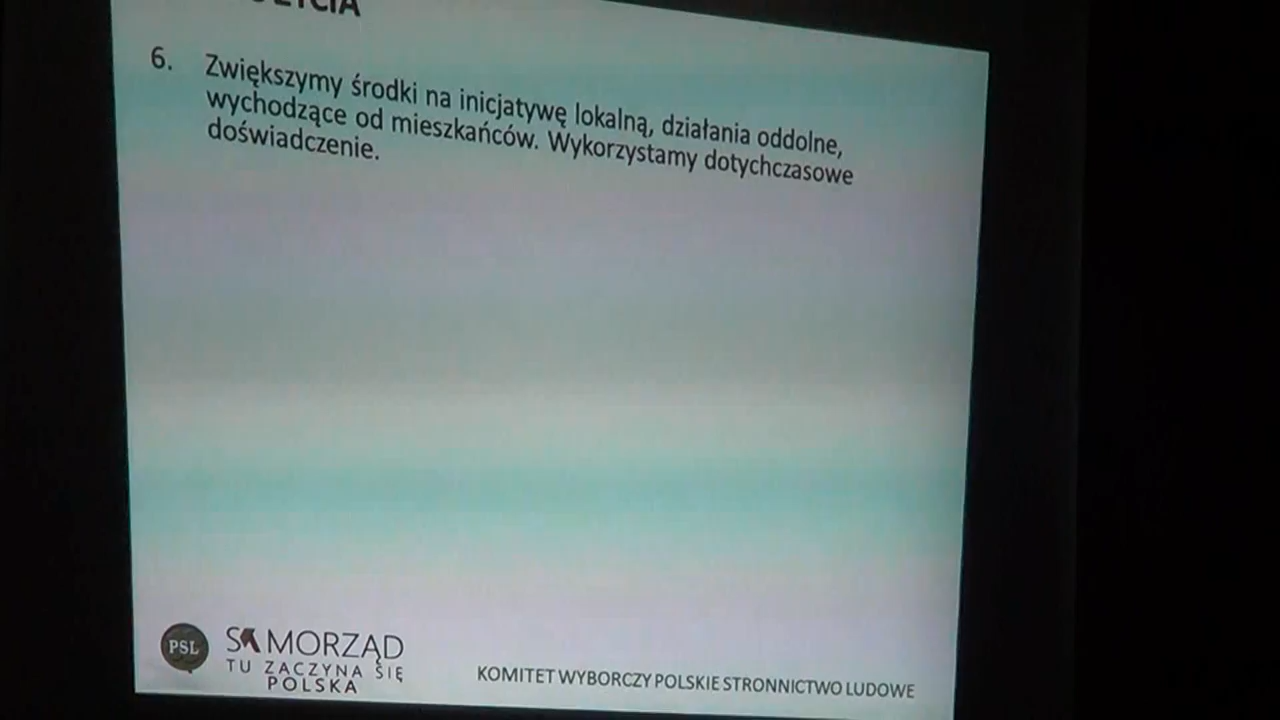 6. Zwiększymy środki na inicjatywę lokalną, działania oddolne,
wychodzące od mieszkańców. Wykorzystamy dotychczasowe
doświadczenie.
PSL
SAMORZĄD
TU ZACZYNA SIĘ
POLSKA
KOMITET WYBORCZY POLSKIE STRONNICTWO LUDOWE